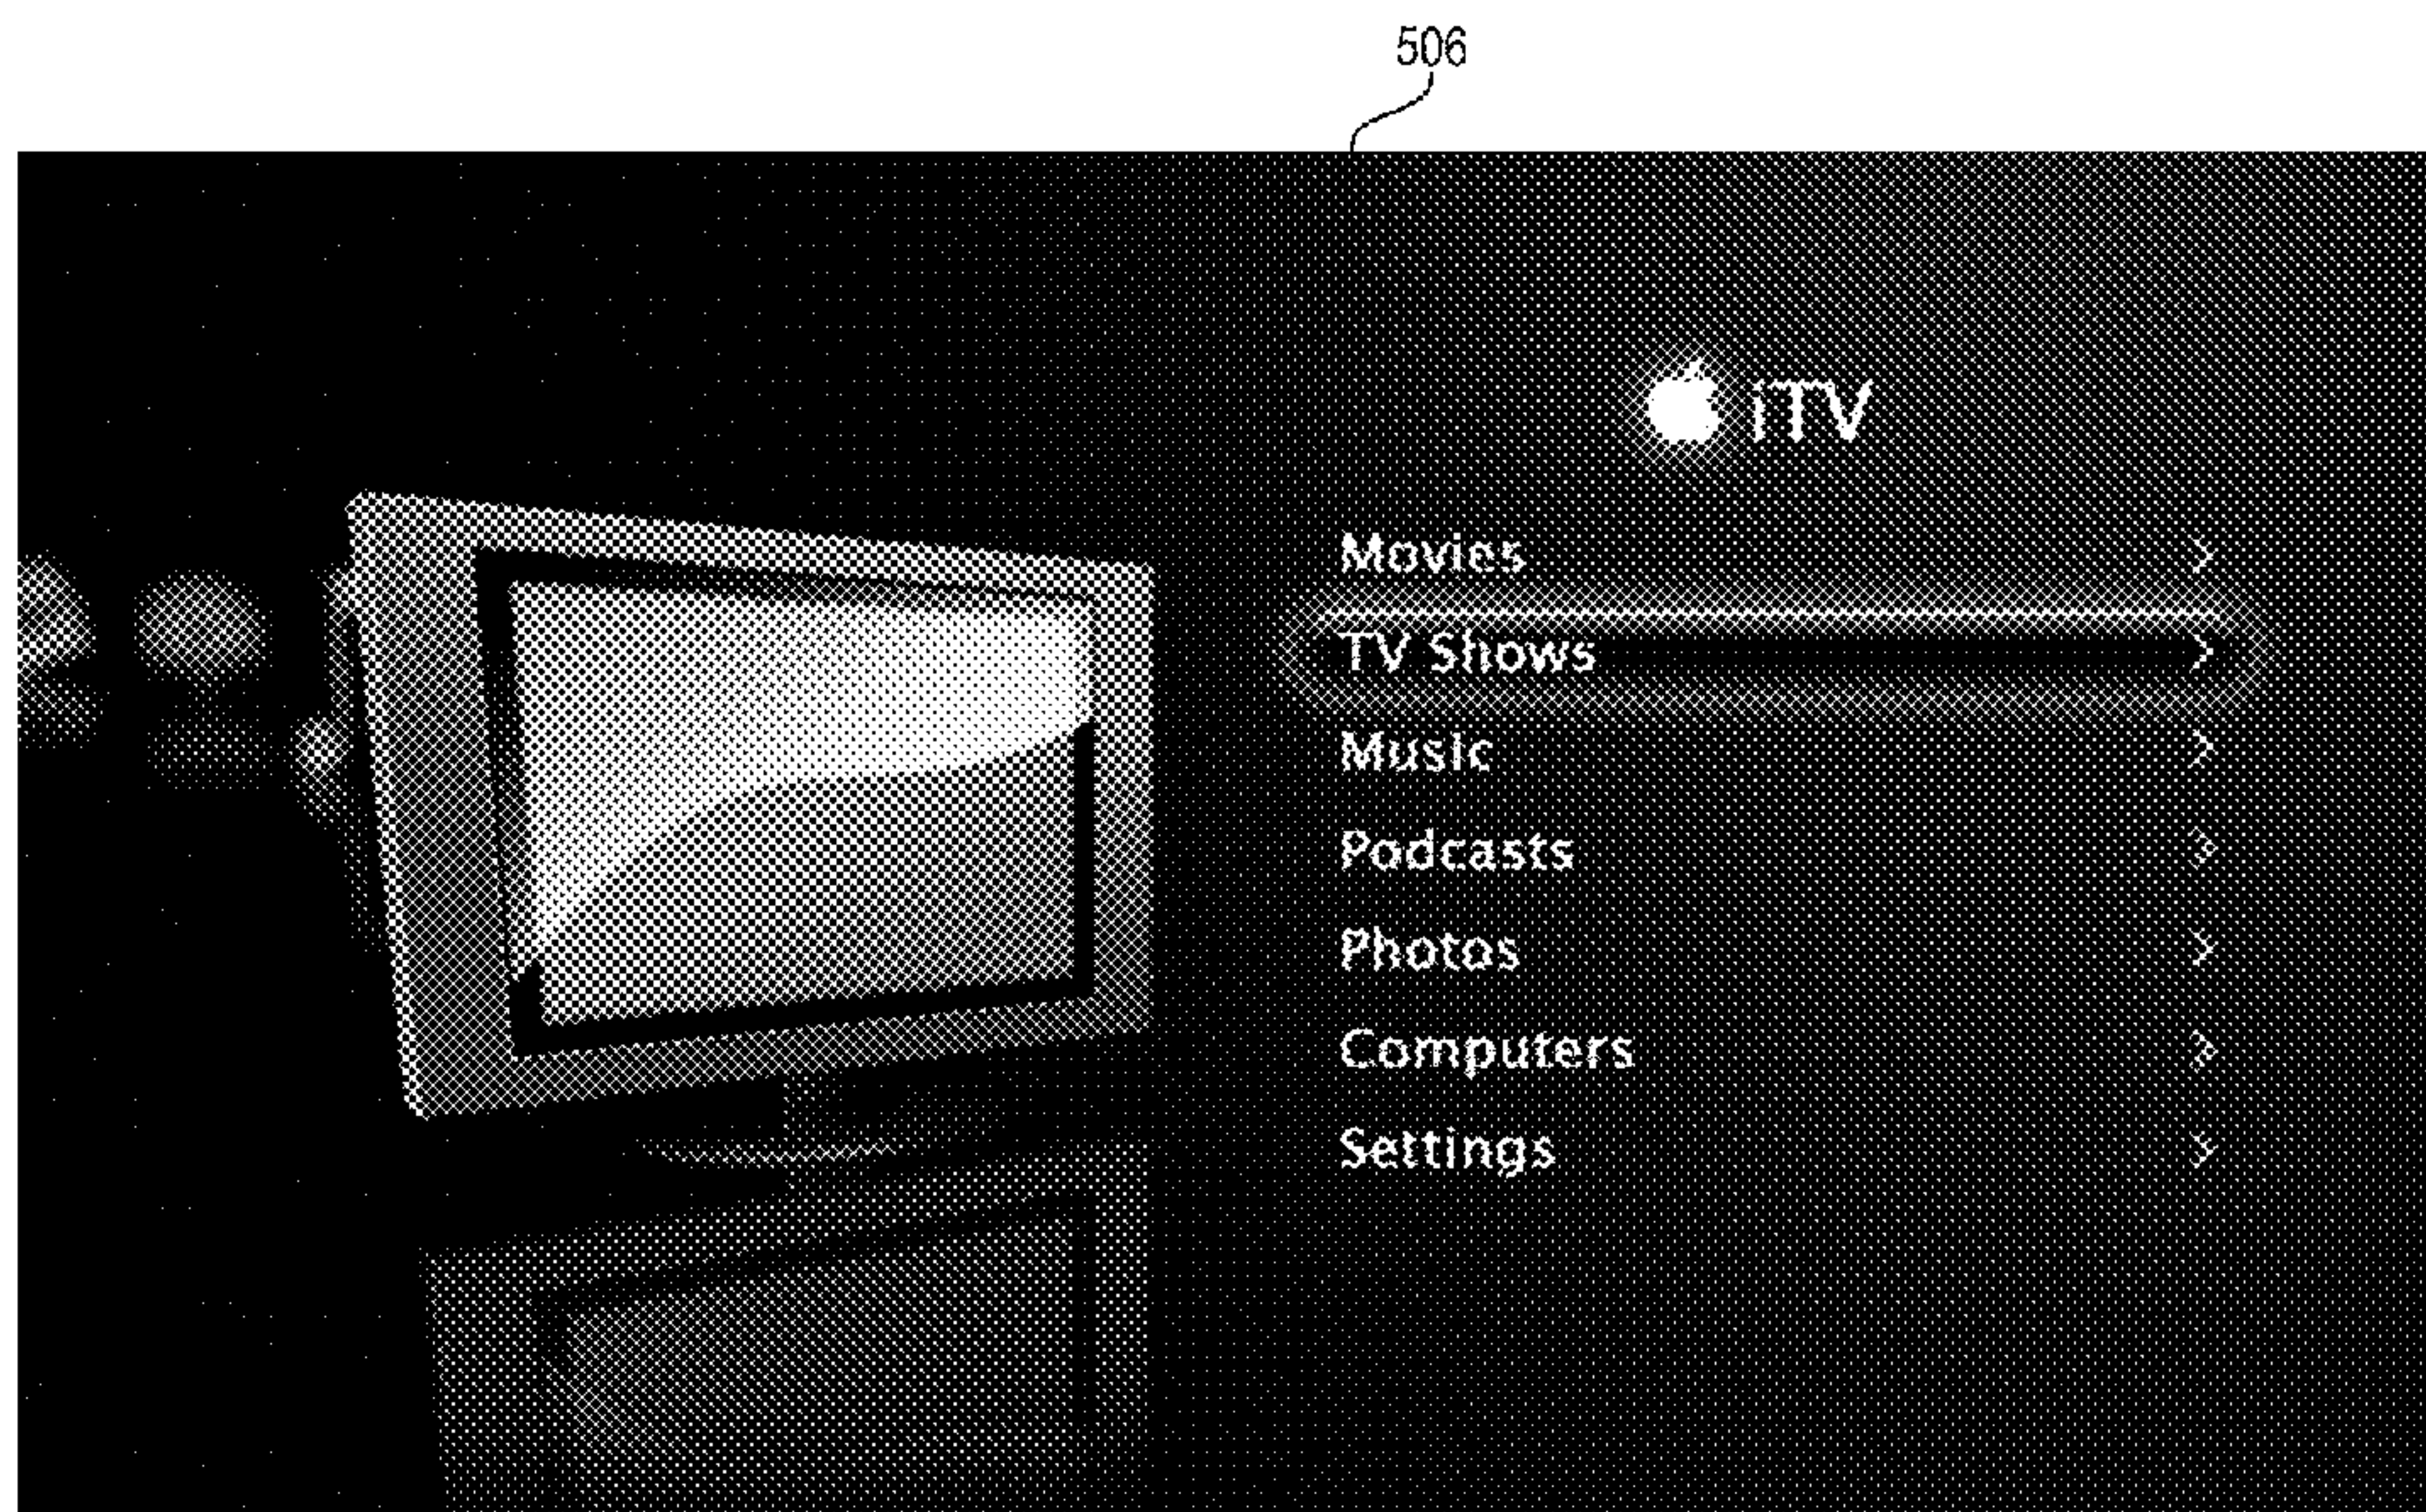 506
iTV
Movies
TV Shows
Music
Podcasts
Photos
Computers
Settings